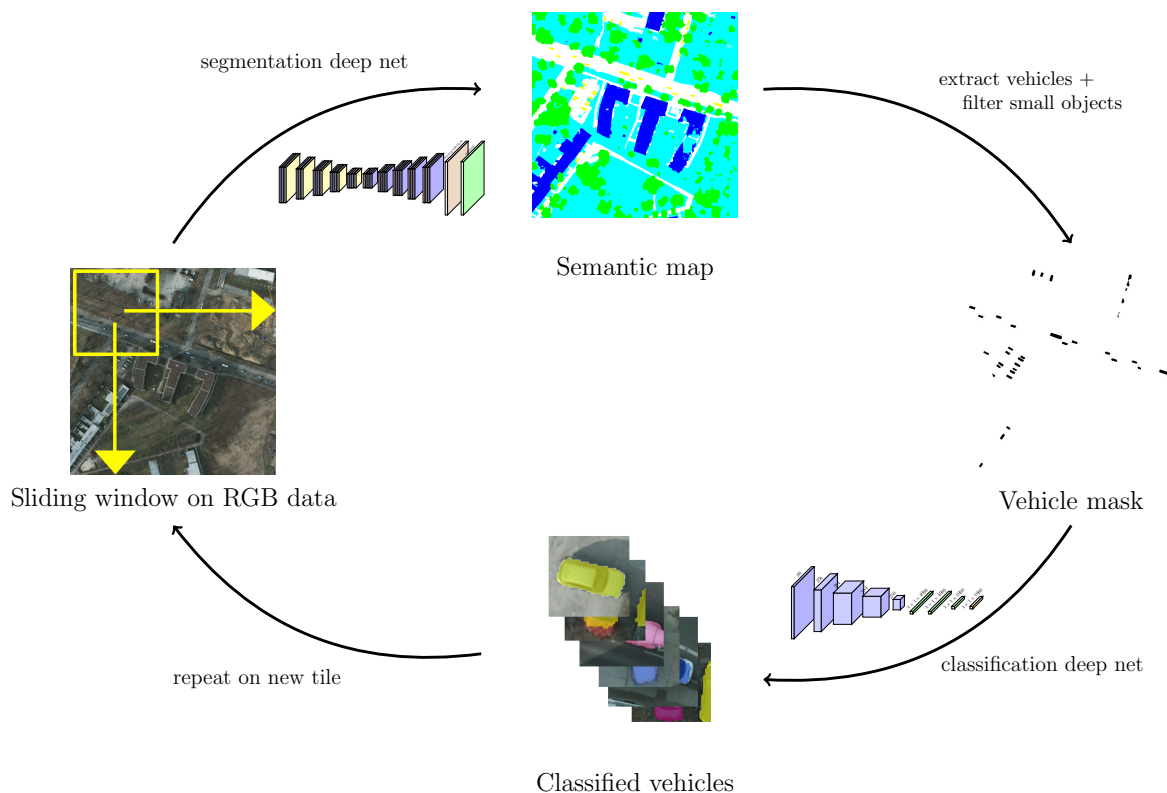 segmentation deep net
extract vehicles +
filter small objects
Semantic map
Sliding window on RGB data
Vehicle mask
classification deep net
repeat on new tile
Classified vehicles